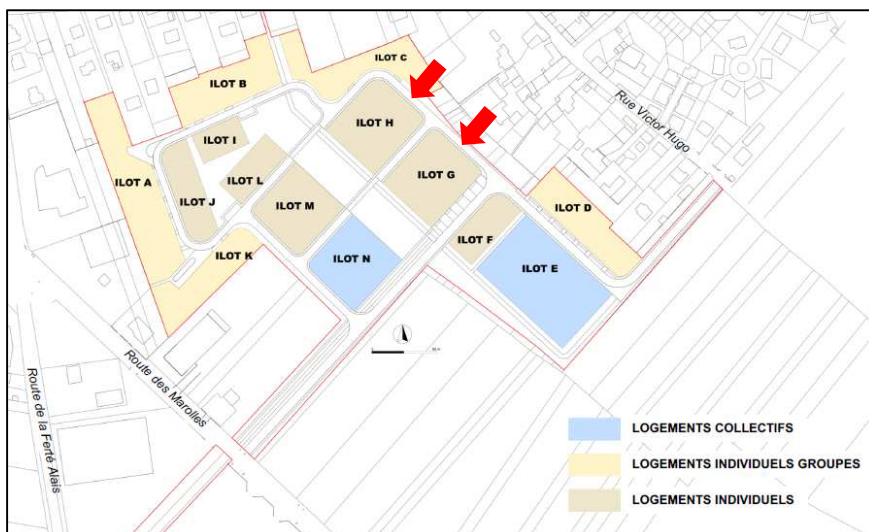 ILOT C
ILOT B
ILOT H
ILOT I
Rue Victor Hugo
ILOT A
ILOT L
ILOT G
ILOT J
ILOT M
ILOT D
ILOT F
ILOT K
ILOT N
ILOT E
Route des Marolles
Route de la Ferté Alais
LOGEMENTS COLLECTIFS
LOGEMENTS INDIVIDUELS GROUPES
LOGEMENTS INDIVIDUELS